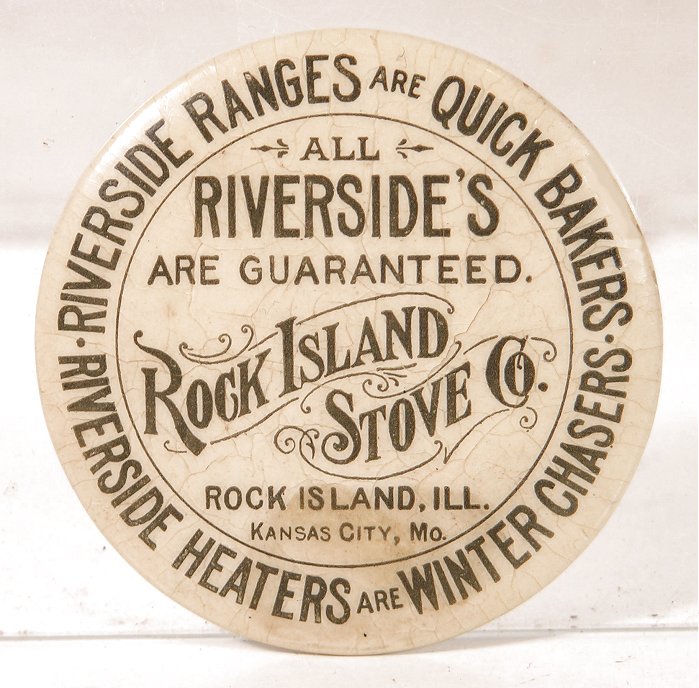 RIVERSIDE RANGES ARE QUICK BAKERS ·
RIVERSIDE HEATERS ARE WINTER CHASERS ·
ALL
RIVERSIDE'S
ARE GUARANTEED.
ROCK ISLAND
STOVE CO.
ROCK ISLAND, ILL.
KANSAS CITY, MO.